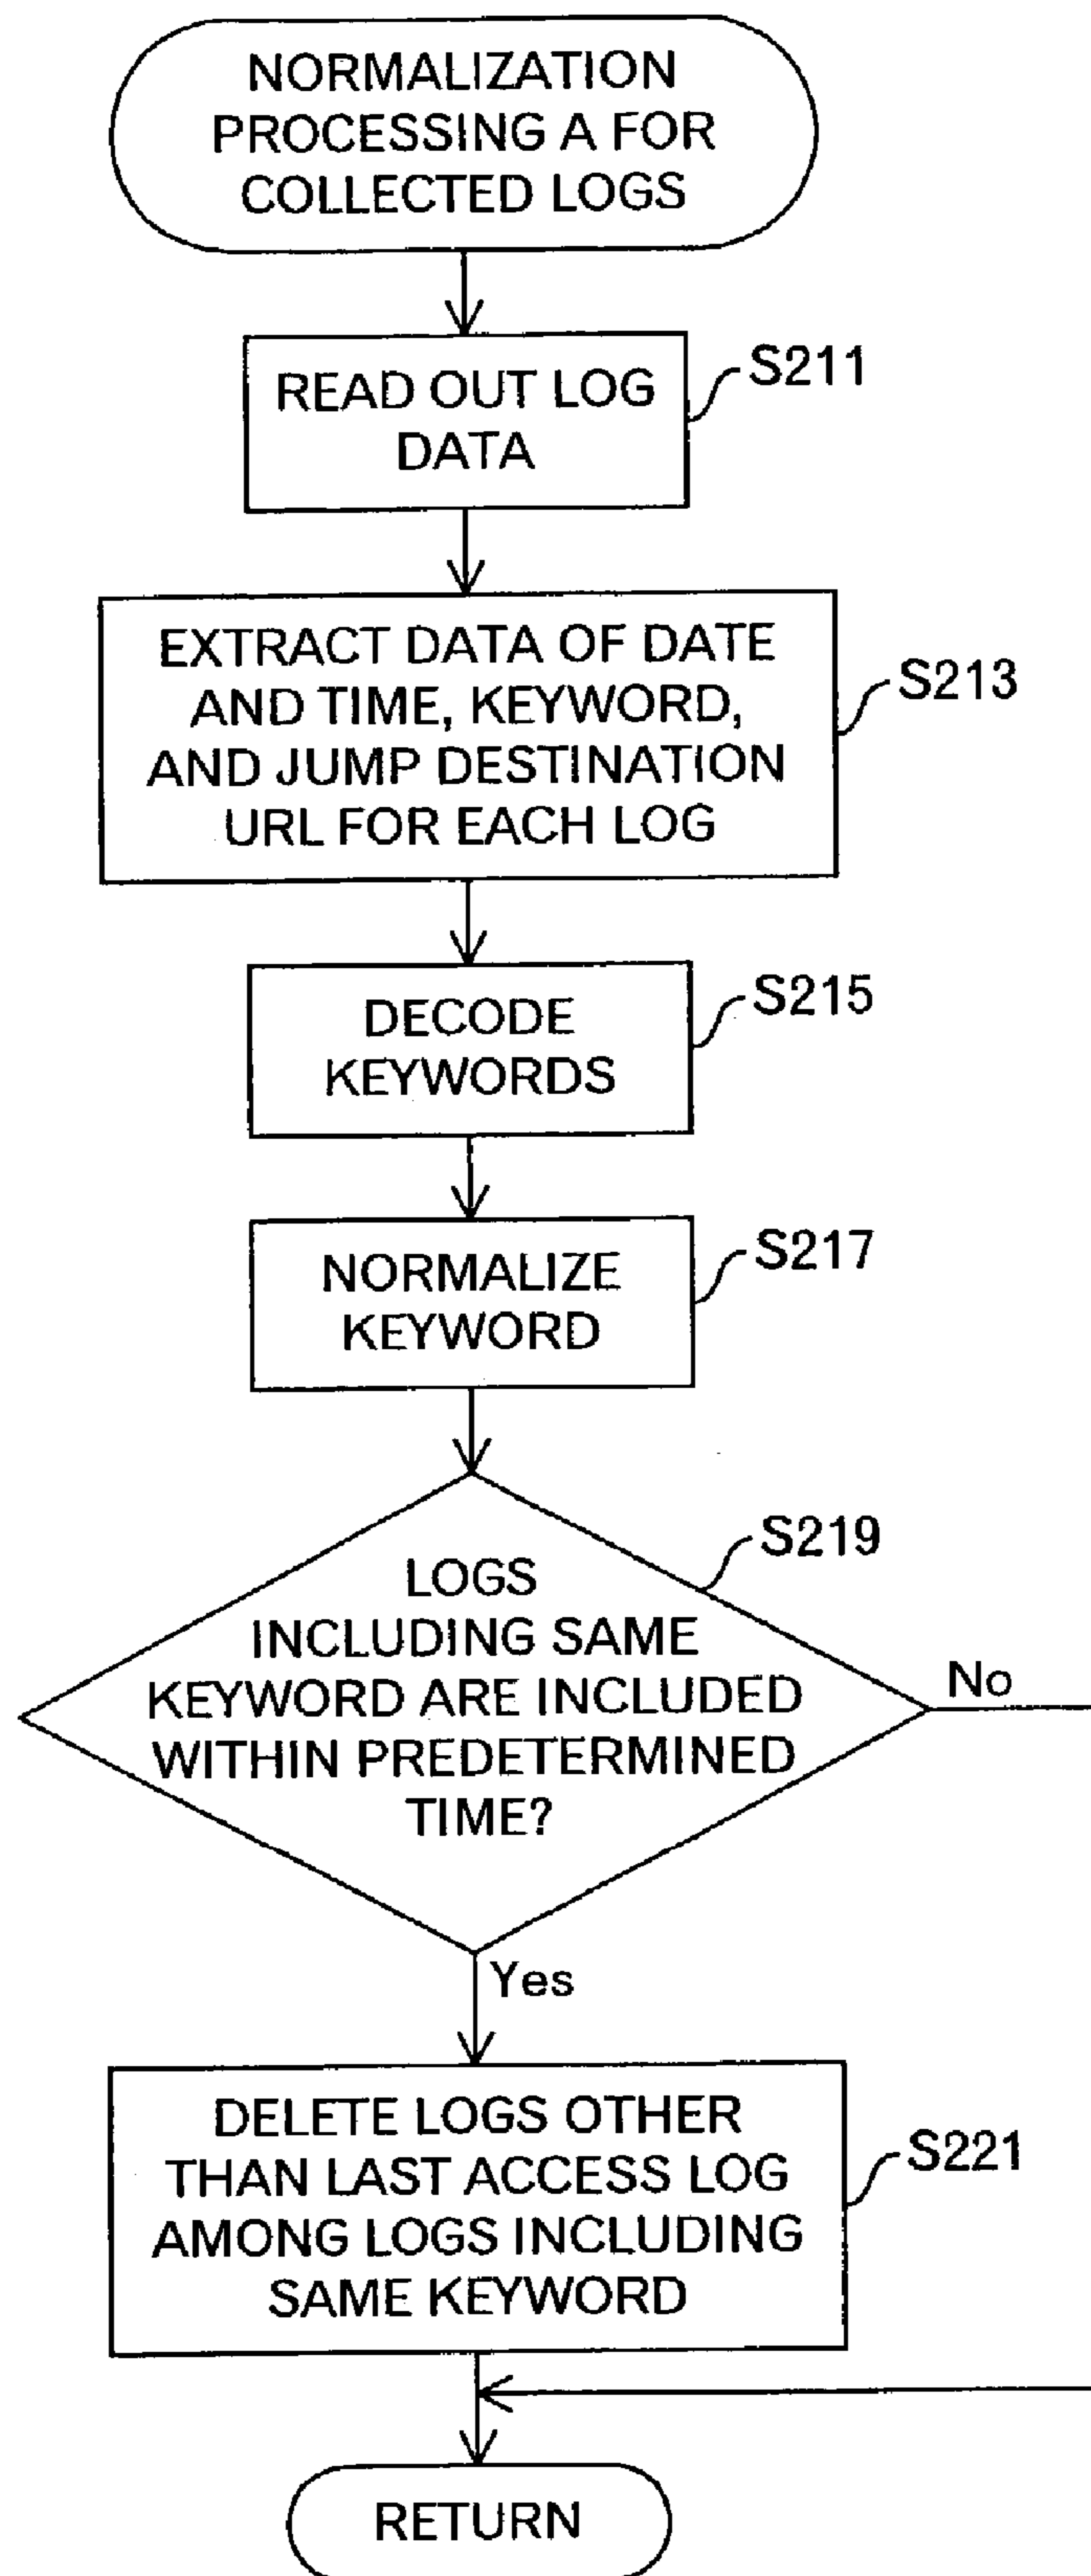 NORMALIZATION
PROCESSING A FOR
COLLECTED LOGS
READ OUT LOG
DATA
S211
EXTRACT DATA OF DATE
AND TIME, KEYWORD,
AND JUMP DESTINATION
URL FOR EACH LOG
S213
DECODE
KEYWORDS
S215
NORMALIZE
KEYWORD
S217
LOGS
INCLUDING SAME
KEYWORD ARE INCLUDED
WITHIN PREDETERMINED
TIME?
S219
No
Yes
DELETE LOGS OTHER
THAN LAST ACCESS LOG
AMONG LOGS INCLUDING
SAME KEYWORD
S221
RETURN